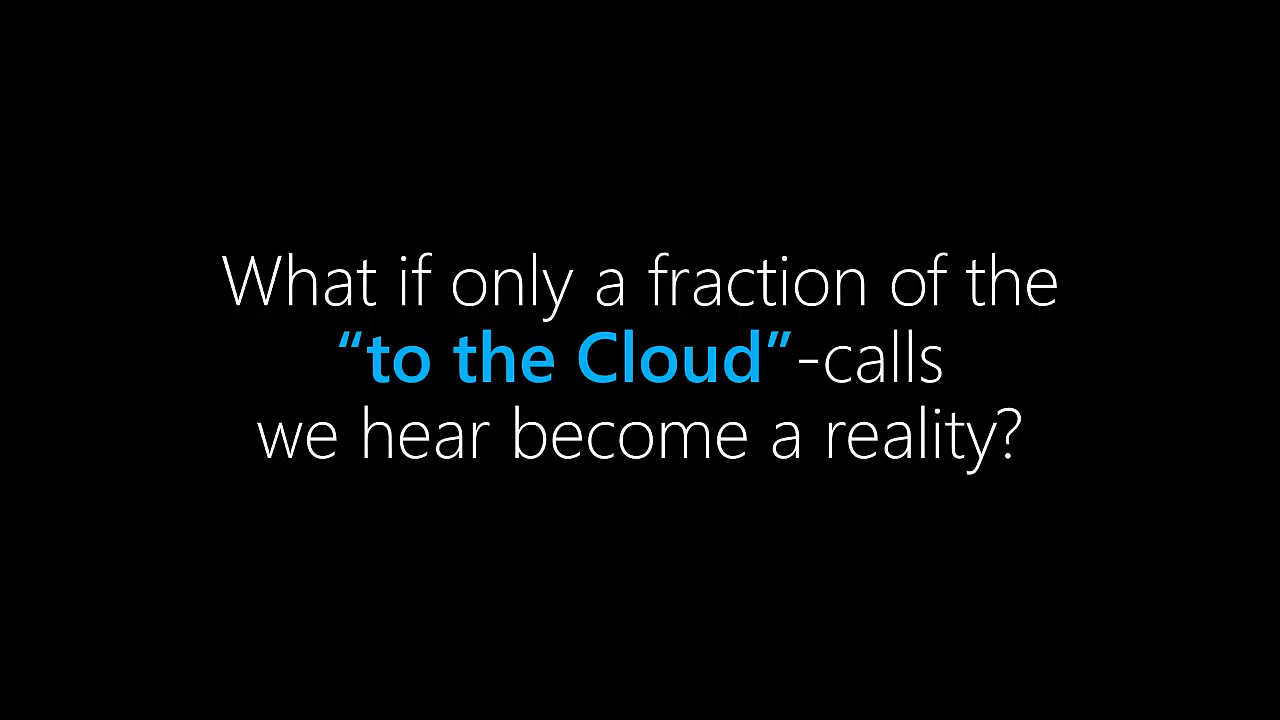 What if only a fraction of the
“to the Cloud”-calls
we hear become a reality?